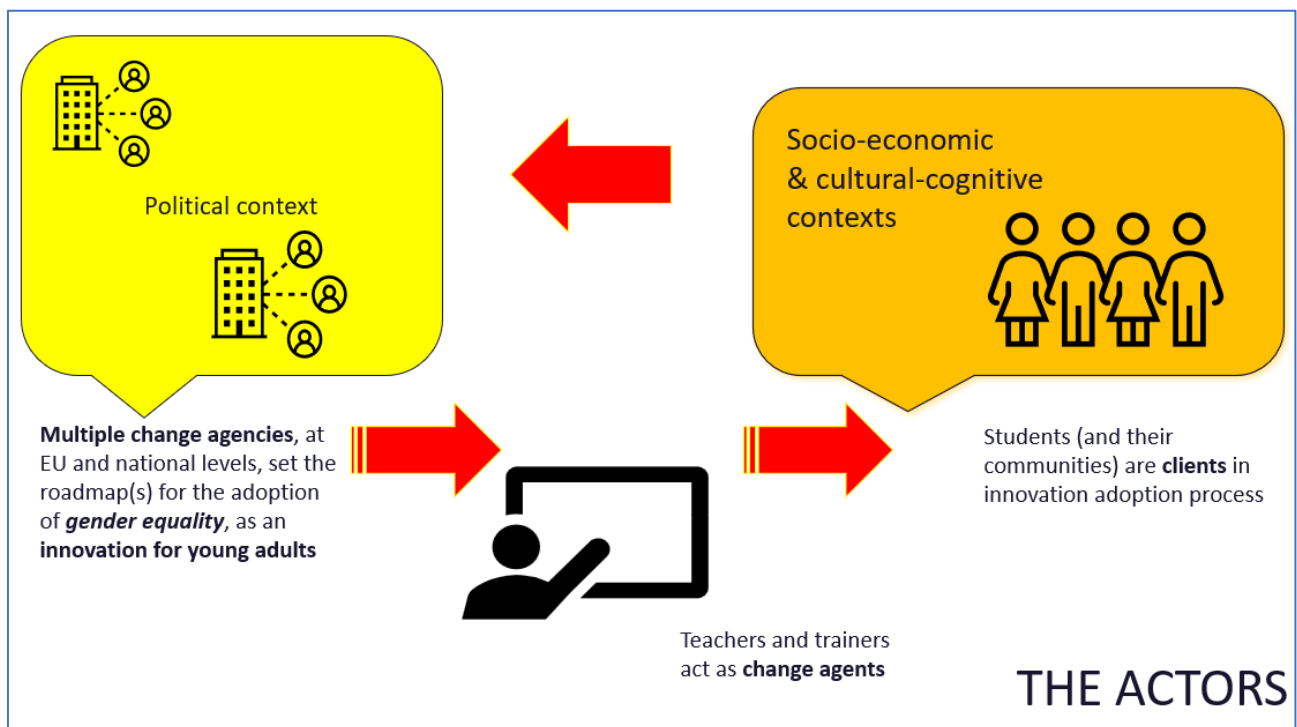 Political context
Socio-economic
& cultural-cognitive
contexts
Multiple change agencies, at
EU and national levels, set the
roadmap(s) for the adoption
of gender equality, as an
innovation for young adults
Students (and their
communities) are clients in
innovation adoption process
Teachers and trainers
act as change agents
THE ACTORS